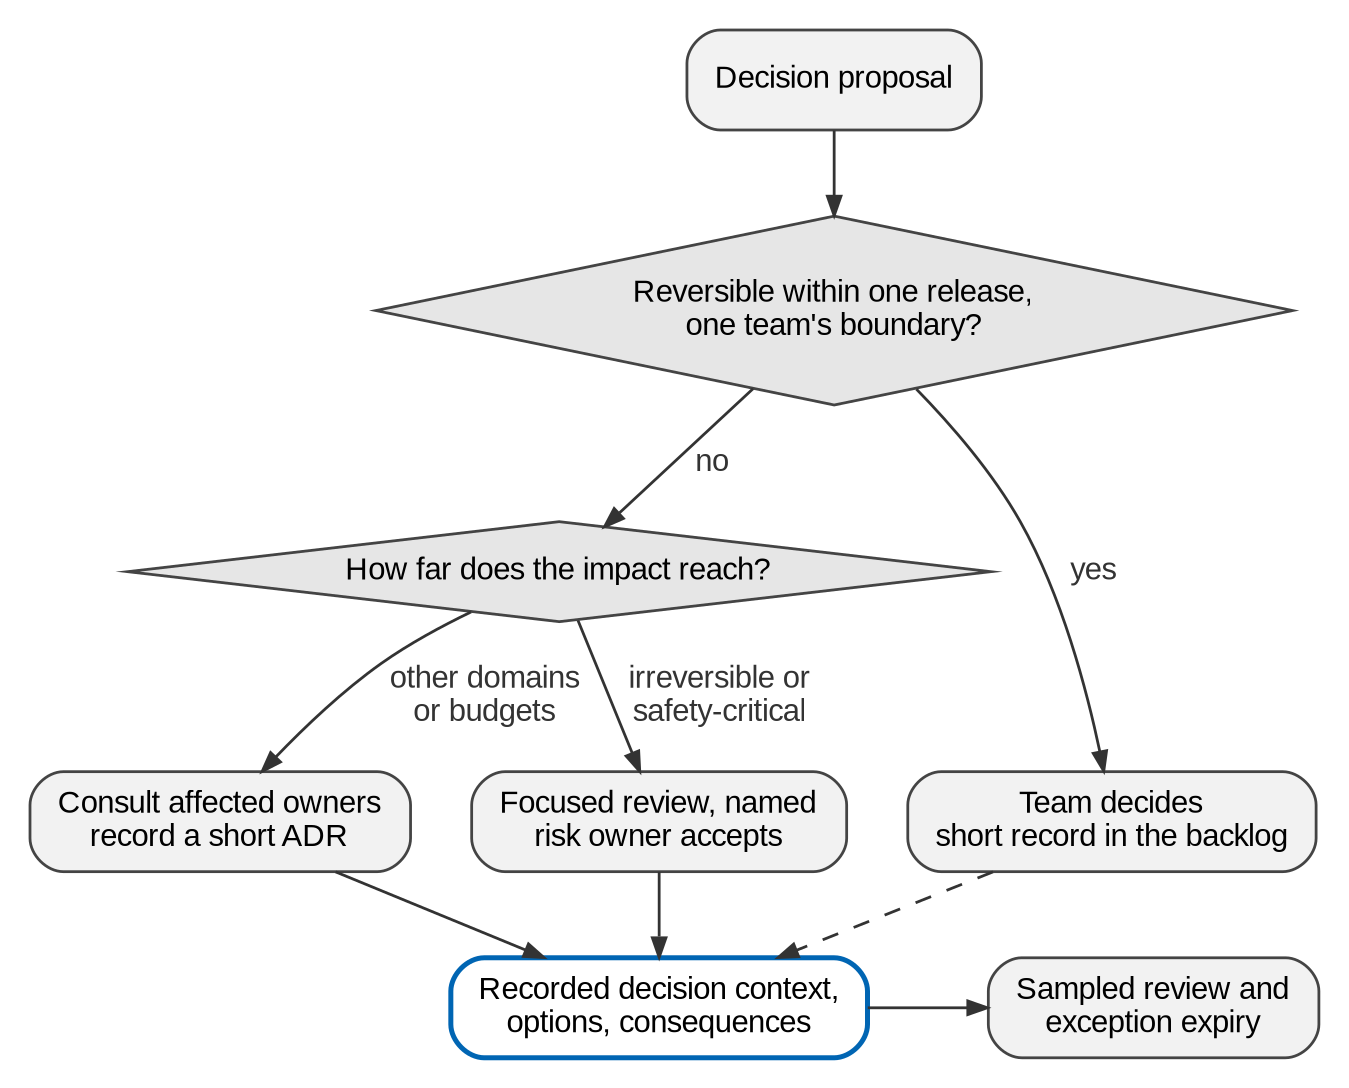 Decision proposal
Reversible within one release,
one team's boundary?
no
yes
How far does the impact reach?
other domains
or budgets
irreversible or
safety-critical
Consult affected owners
record a short ADR
Focused review, named
risk owner accepts
Team decides
short record in the backlog
Recorded decision context,
options, consequences
Sampled review and
exception expiry